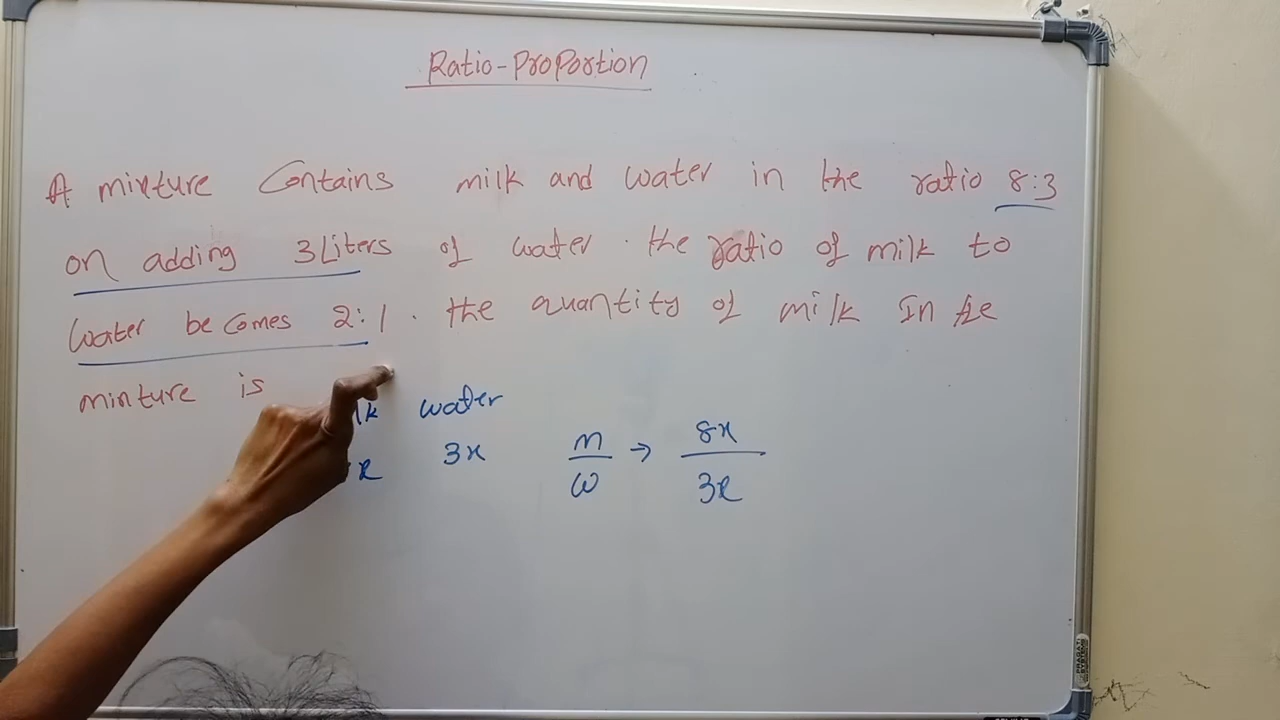 Ratio-Proportion
A mixture Contains milk and water in the ratio 8:3
on adding 3Liters of water. the ratio of milk to
water becomes 2:1. the quantity of milk In the
mixture is
water
3x
m/w → 8x/3x
PRAGATI SYSTEMS